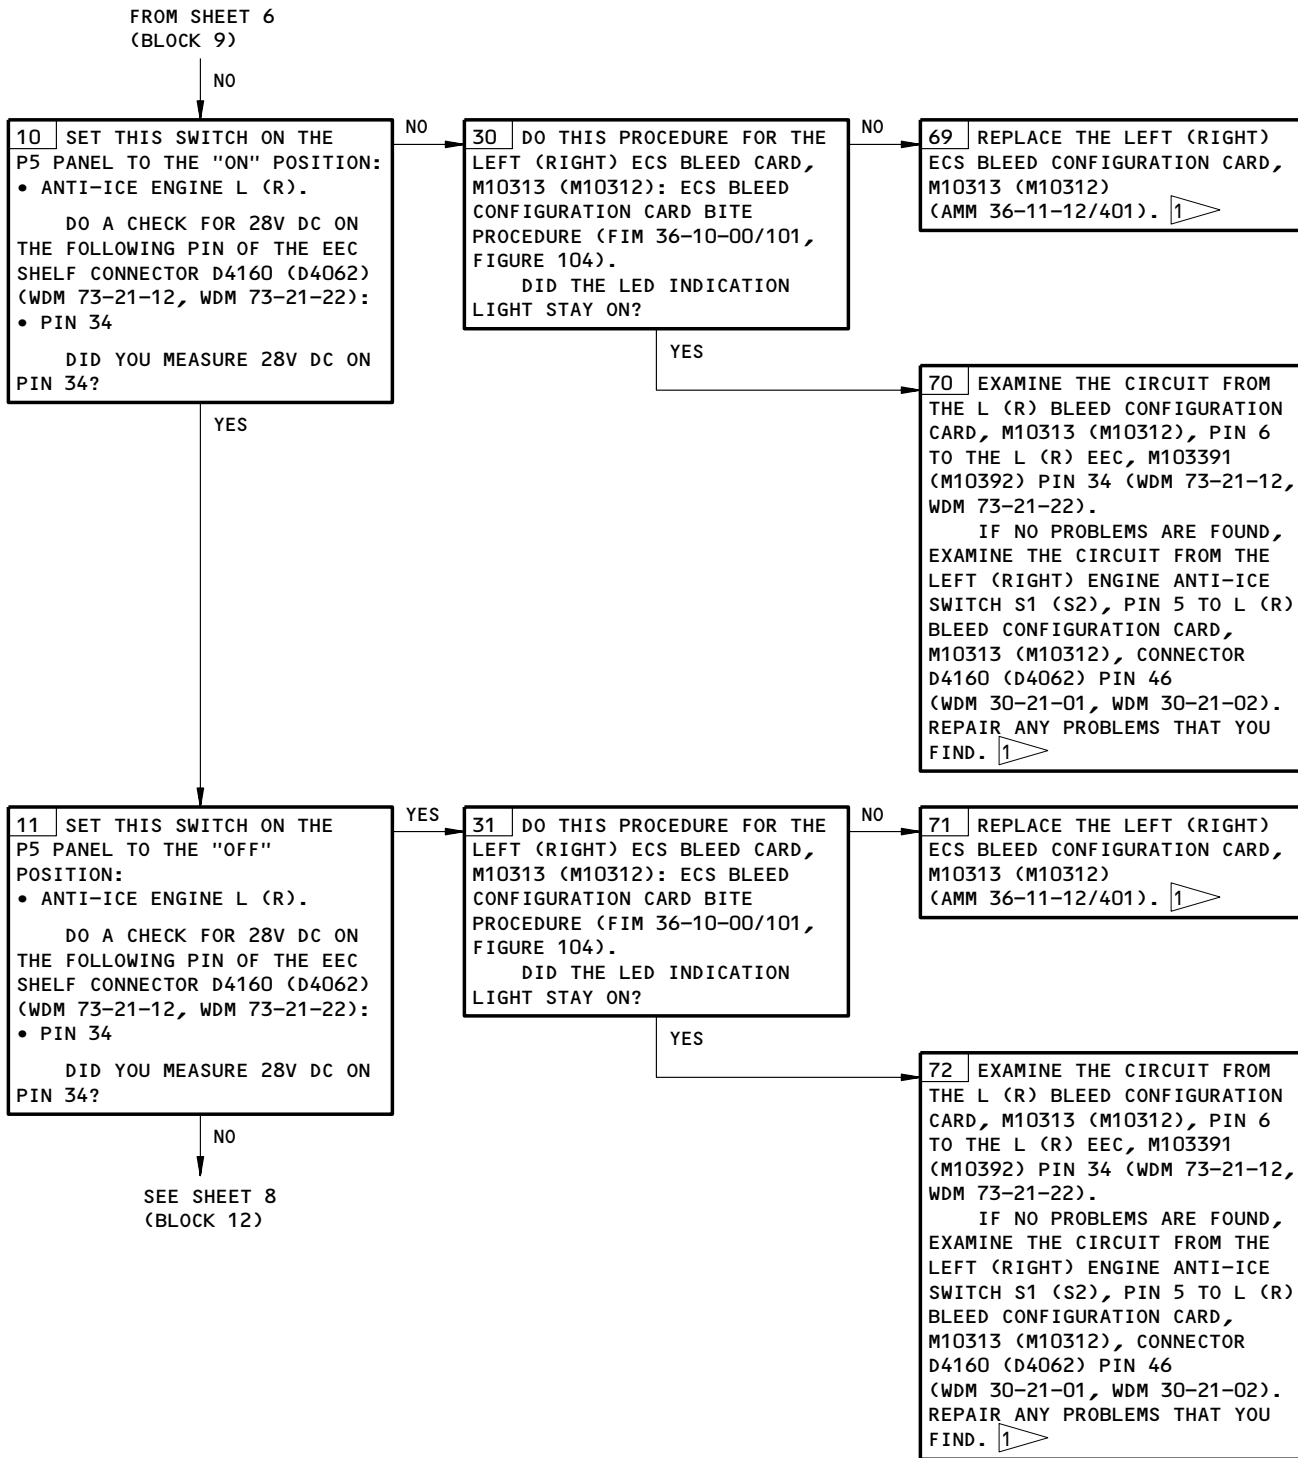 FROM SHEET 6
(BLOCK 9)
NO
10 SET THIS SWITCH ON THE
P5 PANEL TO THE "ON" POSITION:
• ANTI-ICE ENGINE L (R).
DO A CHECK FOR 28V DC ON
THE FOLLOWING PIN OF THE EEC
SHELF CONNECTOR D4160 (D4062)
(WDM 73-21-12, WDM 73-21-22):
• PIN 34
DID YOU MEASURE 28V DC ON
PIN 34?
NO
30 DO THIS PROCEDURE FOR THE
LEFT (RIGHT) ECS BLEED CARD,
M10313 (M10312): ECS BLEED
CONFIGURATION CARD BITE
PROCEDURE (FIM 36-10-00/101,
FIGURE 104).
DID THE LED INDICATION
LIGHT STAY ON?
NO
69 REPLACE THE LEFT (RIGHT)
ECS BLEED CONFIGURATION CARD,
M10313 (M10312)
(AMM 36-11-12/401). 1
YES
70 EXAMINE THE CIRCUIT FROM
THE L (R) BLEED CONFIGURATION
CARD, M10313 (M10312), PIN 6
TO THE L (R) EEC, M103391
(M10392) PIN 34 (WDM 73-21-12,
WDM 73-21-22).
IF NO PROBLEMS ARE FOUND,
EXAMINE THE CIRCUIT FROM THE
LEFT (RIGHT) ENGINE ANTI-ICE
SWITCH S1 (S2), PIN 5 TO L (R)
BLEED CONFIGURATION CARD,
M10313 (M10312), CONNECTOR
D4160 (D4062) PIN 46
(WDM 30-21-01, WDM 30-21-02).
REPAIR ANY PROBLEMS THAT YOU
FIND. 1
YES
11 SET THIS SWITCH ON THE
P5 PANEL TO THE "OFF"
POSITION:
• ANTI-ICE ENGINE L (R).
DO A CHECK FOR 28V DC ON
THE FOLLOWING PIN OF THE EEC
SHELF CONNECTOR D4160 (D4062)
(WDM 73-21-12, WDM 73-21-22):
• PIN 34
DID YOU MEASURE 28V DC ON
PIN 34?
YES
31 DO THIS PROCEDURE FOR THE
LEFT (RIGHT) ECS BLEED CARD,
M10313 (M10312): ECS BLEED
CONFIGURATION CARD BITE
PROCEDURE (FIM 36-10-00/101,
FIGURE 104).
DID THE LED INDICATION
LIGHT STAY ON?
NO
71 REPLACE THE LEFT (RIGHT)
ECS BLEED CONFIGURATION CARD,
M10313 (M10312)
(AMM 36-11-12/401). 1
YES
72 EXAMINE THE CIRCUIT FROM
THE L (R) BLEED CONFIGURATION
CARD, M10313 (M10312), PIN 6
TO THE L (R) EEC, M103391
(M10392) PIN 34 (WDM 73-21-12,
WDM 73-21-22).
IF NO PROBLEMS ARE FOUND,
EXAMINE THE CIRCUIT FROM THE
LEFT (RIGHT) ENGINE ANTI-ICE
SWITCH S1 (S2), PIN 5 TO L (R)
BLEED CONFIGURATION CARD,
M10313 (M10312), CONNECTOR
D4160 (D4062) PIN 46
(WDM 30-21-01, WDM 30-21-02).
REPAIR ANY PROBLEMS THAT YOU
FIND. 1
NO
SEE SHEET 8
(BLOCK 12)